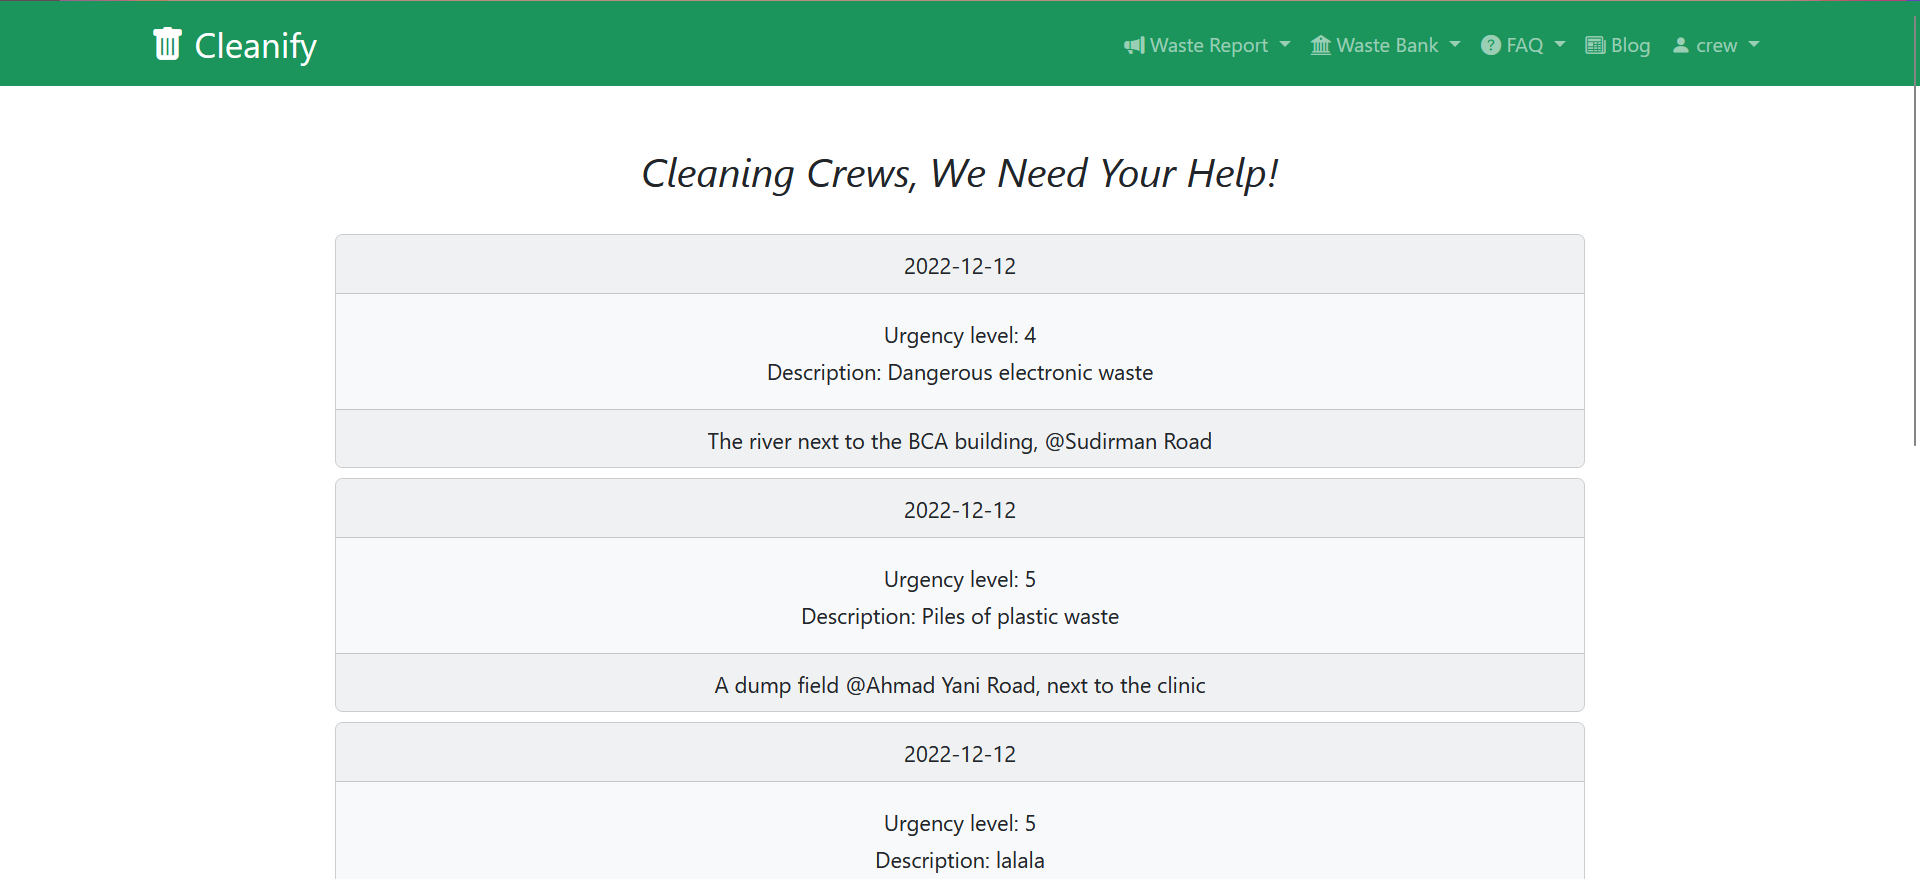 Cleanify
Waste Report
Waste Bank
FAQ
Blog
crew
Cleaning Crews, We Need Your Help!
2022-12-12
Urgency level: 4
Description: Dangerous electronic waste
The river next to the BCA building, @Sudirman Road
2022-12-12
Urgency level: 5
Description: Piles of plastic waste
A dump field @Ahmad Yani Road, next to the clinic
2022-12-12
Urgency level: 5
Description: lalala